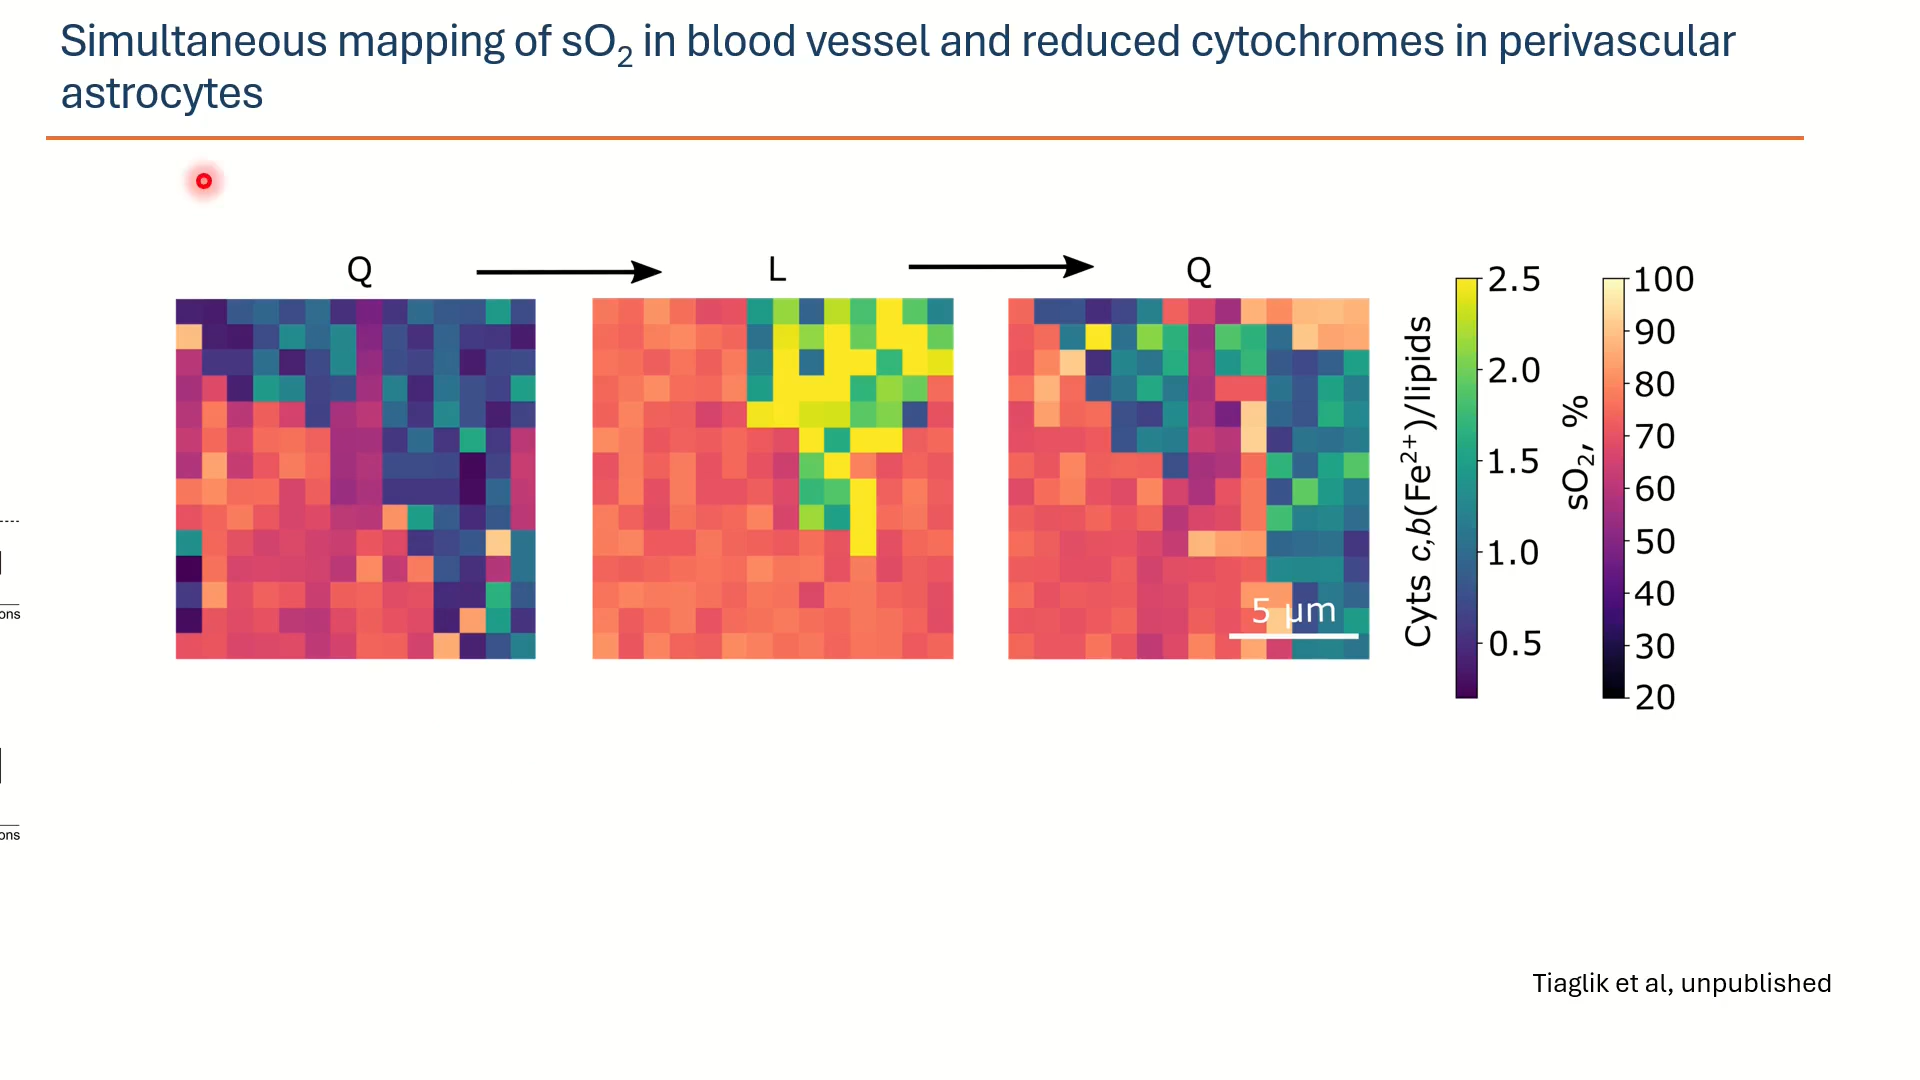 Simultaneous mapping of sO₂ in blood vessel and reduced cytochromes in perivascular
astrocytes
Q
L
Q
5 µm
Cyts c,b(Fe²⁺)/lipids
2.5
2.0
1.5
1.0
0.5
sO₂, %
100
90
80
70
60
50
40
30
20
ons
ons
Tiaglik et al, unpublished